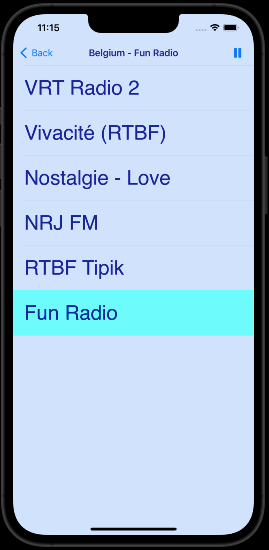 11:15
Back
Belgium - Fun Radio
VRT Radio 2
Vivacité (RTBF)
Nostalgie - Love
NRJ FM
RTBF Tipik
Fun Radio